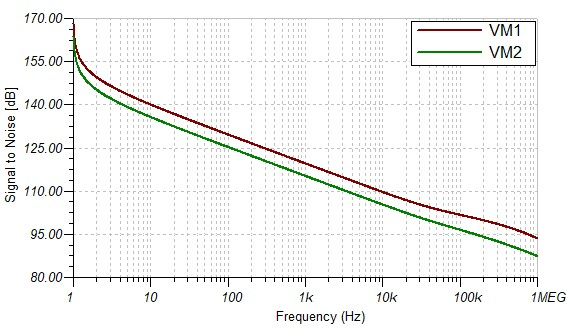 170.00
155.00
140.00
125.00
110.00
95.00
80.00
Signal to Noise [dB]
VM1
VM2
1 10 100 1k 10k 100k 1MEG
Frequency (Hz)